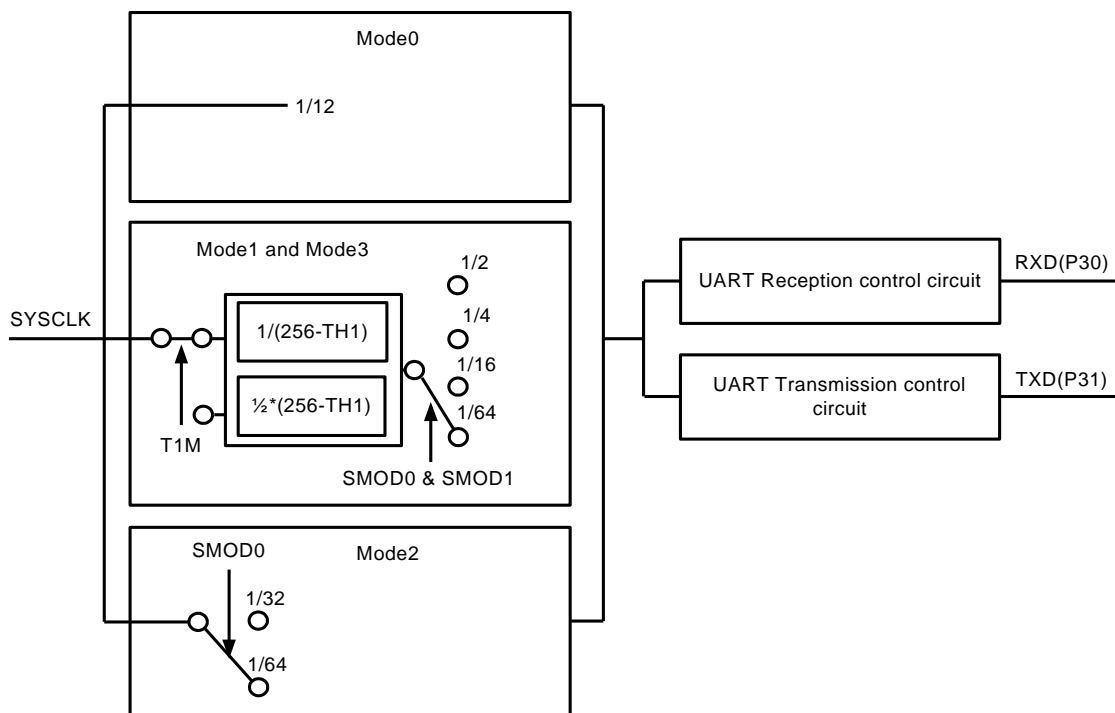 Mode0
1/12
Mode1 and Mode3
1/2
SYSCLK
1/(256-TH1)
1/4
½*(256-TH1)
1/16
1/64
T1M
SMOD0 & SMOD1
SMOD0
Mode2
1/32
1/64
UART Reception control circuit
RXD(P30)
UART Transmission control
circuit
TXD(P31)